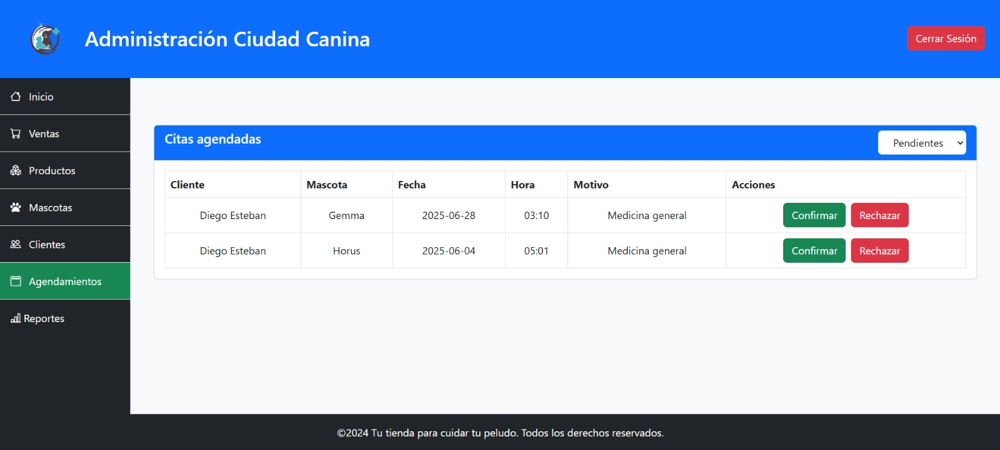 Administración Ciudad Canina
Cerrar Sesión
Inicio
Ventas
Productos
Mascotas
Clientes
Agendamientos
Reportes
Citas agendadas
Pendientes
Cliente Mascota Fecha Hora Motivo Acciones
Diego Esteban Gemma 2025-06-28 03:10 Medicina general Confirmar Rechazar
Diego Esteban Horus 2025-06-04 05:01 Medicina general Confirmar Rechazar
©2024 Tu tienda para cuidar tu peludo. Todos los derechos reservados.